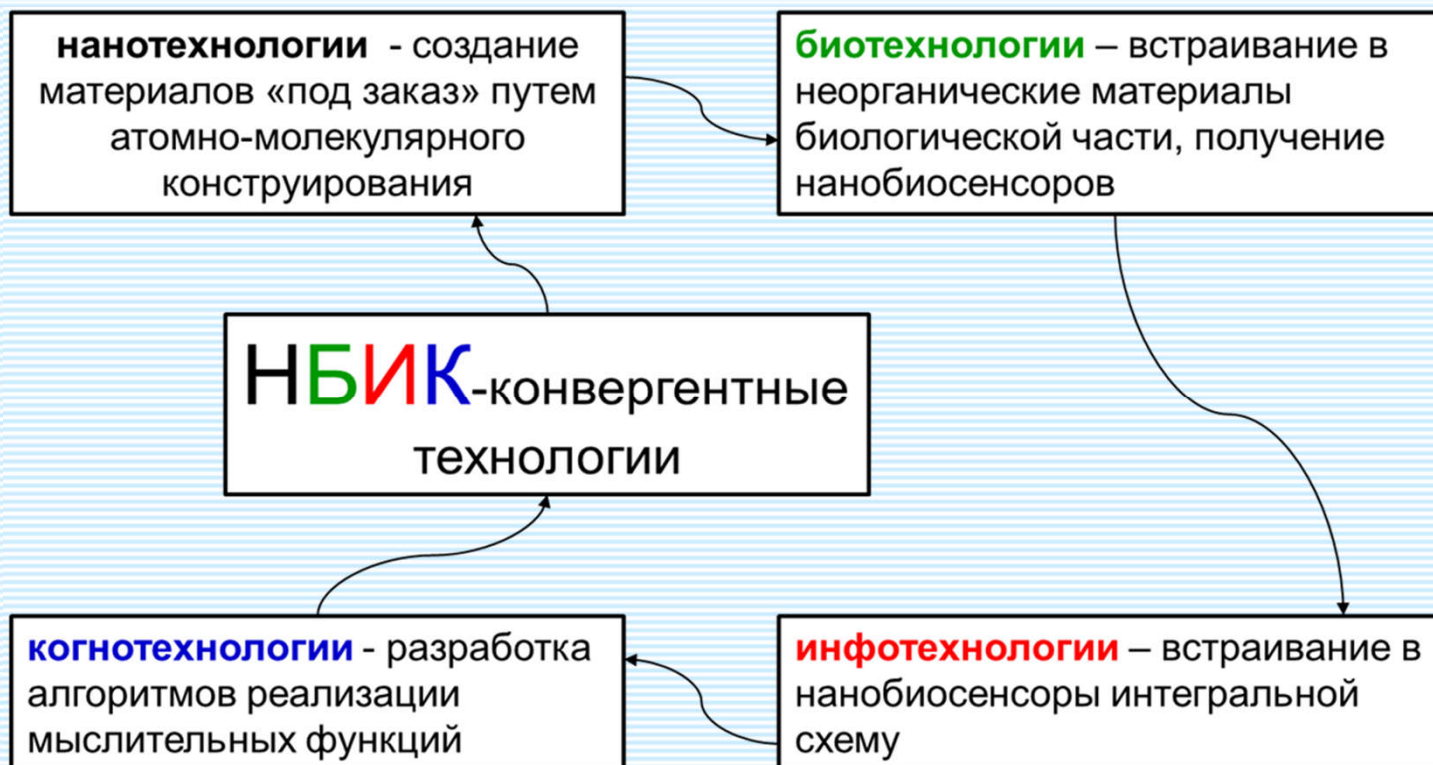 нанотехнологии - создание
материалов «под заказ» путем
атомно-молекулярного
конструирования
биотехнологии – встраивание в
неорганические материалы
биологической части, получение
нанобиосенсоров
НБИК-конвергентные
технологии
когнотехнологии - разработка
алгоритмов реализации
мыслительных функций
инфотехнологии – встраивание в
нанобиосенсоры интегральной
схему